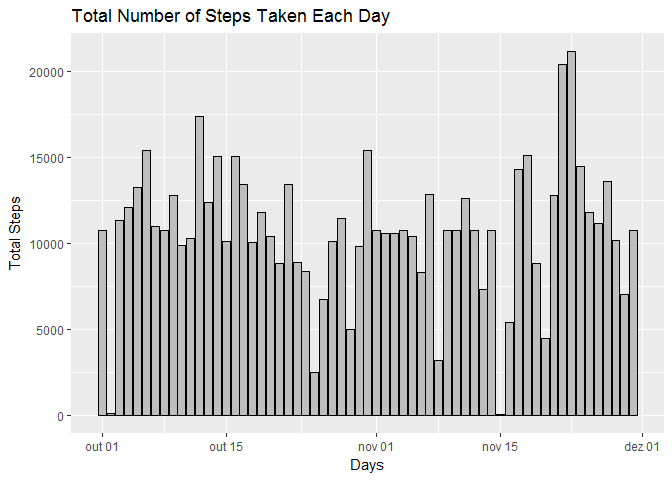 Total Number of Steps Taken Each Day
Total Steps
20000
15000
10000
5000
0
out 01
out 15
nov 01
nov 15
dez 01
Days